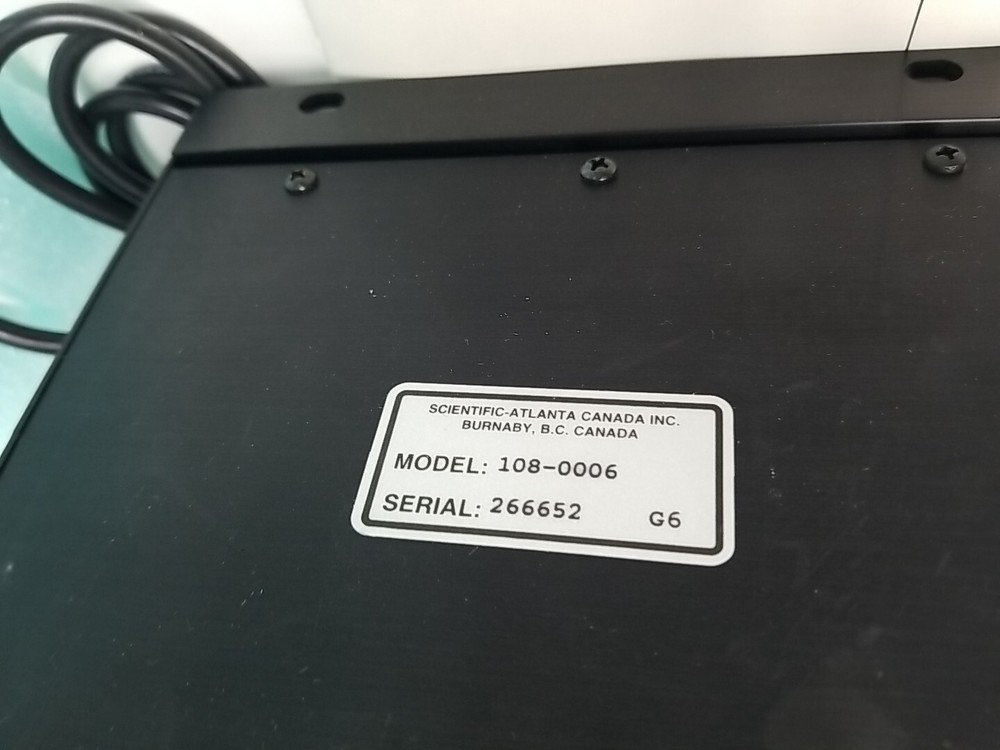 SCIENTIFIC-ATLANTA CANADA INC.
BURNABY, B.C. CANADA
MODEL: 108-0006
SERIAL: 266652 G6